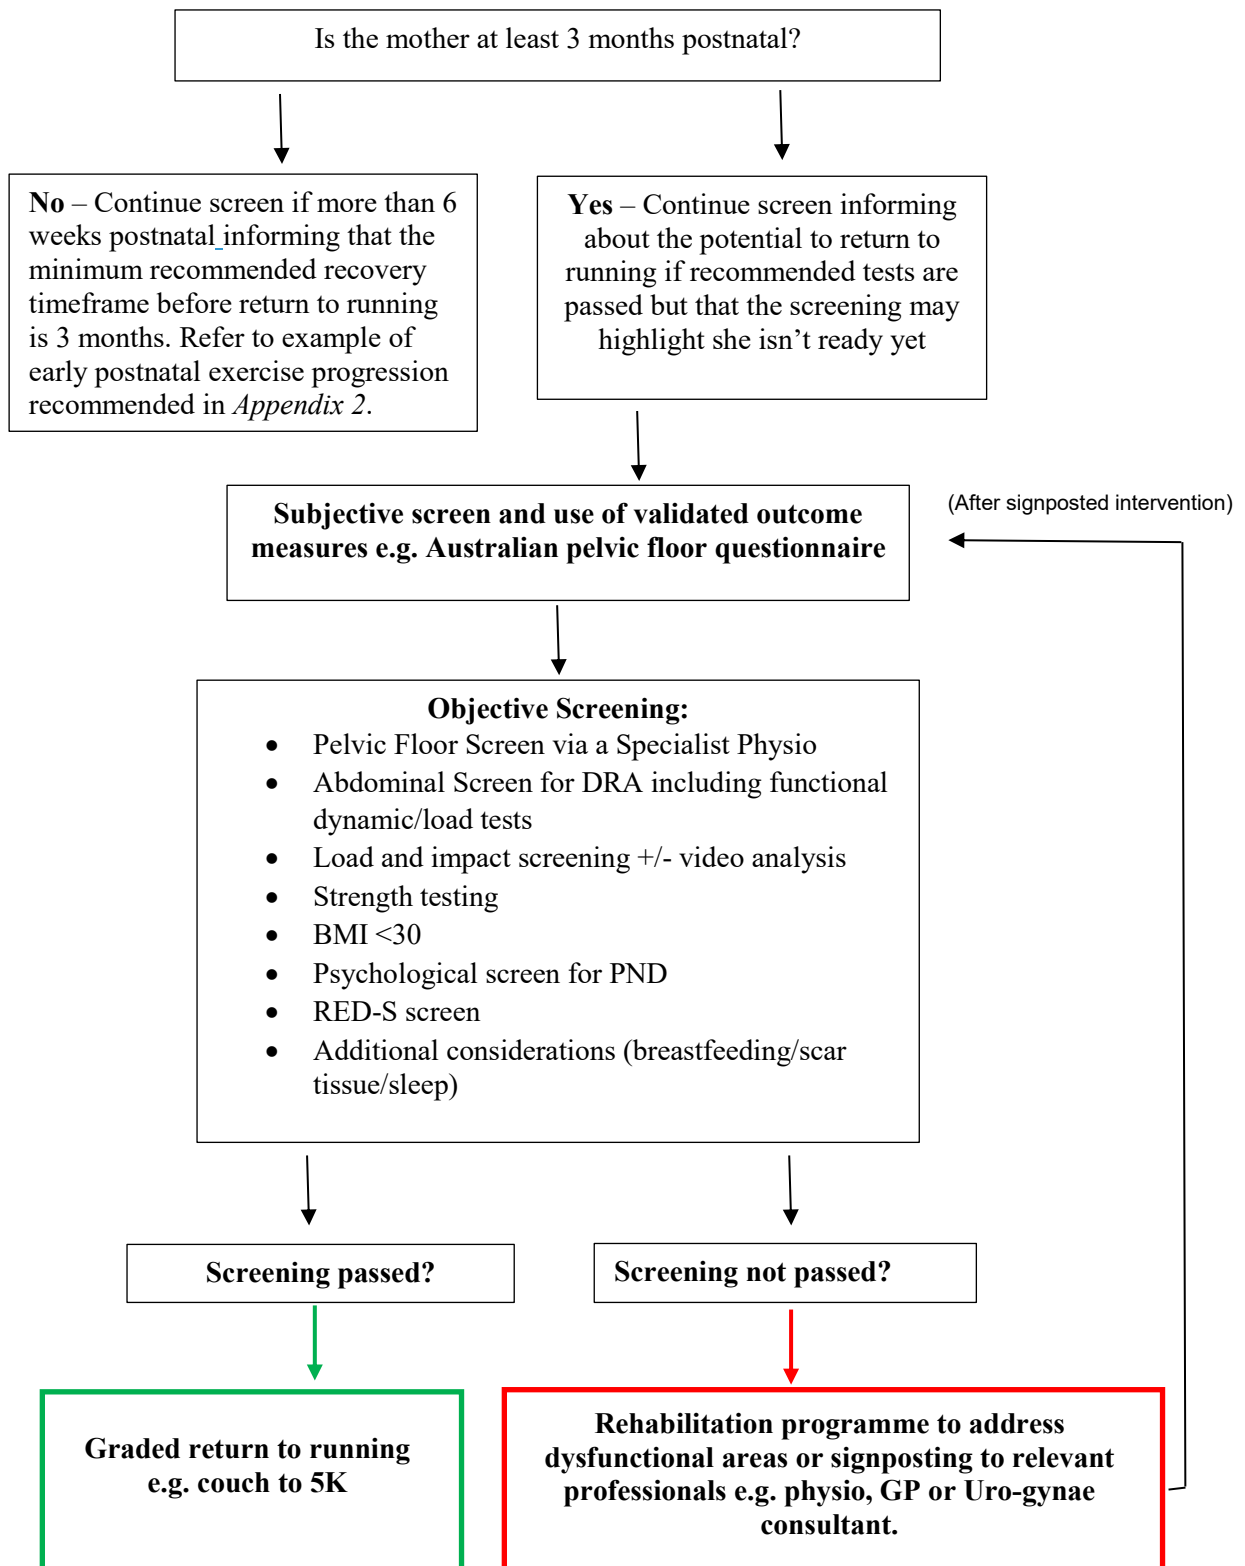 Is the mother at least 3 months postnatal?
No – Continue screen if more than 6
weeks postnatal informing that the
minimum recommended recovery
timeframe before return to running
is 3 months. Refer to example of
early postnatal exercise progression
recommended in Appendix 2.
Yes – Continue screen informing
about the potential to return to
running if recommended tests are
passed but that the screening may
highlight she isn’t ready yet
Subjective screen and use of validated outcome
measures e.g. Australian pelvic floor questionnaire
(After signposted intervention)
Objective Screening:
• Pelvic Floor Screen via a Specialist Physio
• Abdominal Screen for DRA including functional
dynamic/load tests
• Load and impact screening +/- video analysis
• Strength testing
• BMI <30
• Psychological screen for PND
• RED-S screen
• Additional considerations (breastfeeding/scar
tissue/sleep)
Screening passed?
Screening not passed?
Graded return to running
e.g. couch to 5K
Rehabilitation programme to address
dysfunctional areas or signposting to relevant
professionals e.g. physio, GP or Uro-gynae
consultant.